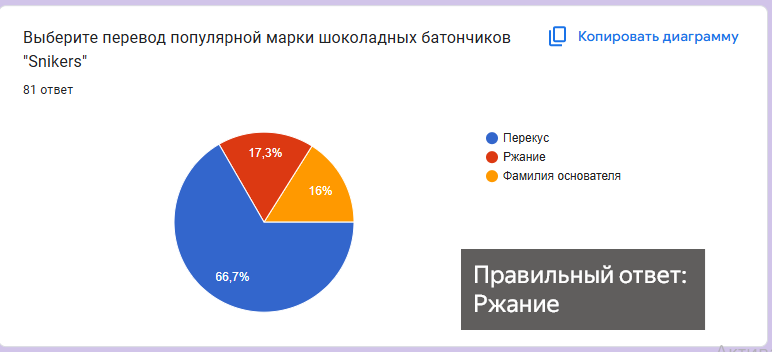 Выберите перевод популярной марки шоколадных батончиков
"Snikers"
Копировать диаграмму
81 ответ
17,3%
16%
66,7%
Перекус
Ржание
Фамилия основателя
Правильный ответ:
Ржание